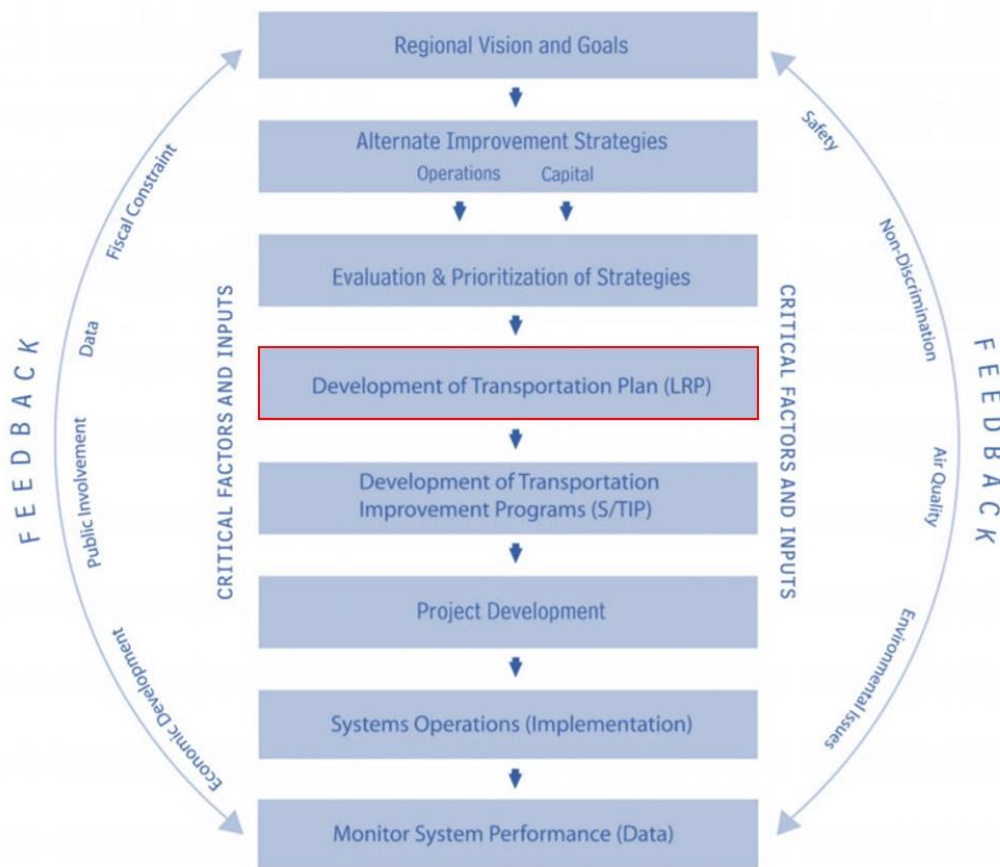 Regional Vision and Goals
Alternate Improvement Strategies
Operations Capital
Evaluation & Prioritization of Strategies
Development of Transportation Plan (LRP)
Development of Transportation
Improvement Programs (S/TIP)
Project Development
Systems Operations (Implementation)
Monitor System Performance (Data)
FEEDBACK
Fiscal Constraint
Data
Public Involvement
Economic Development
CRITICAL FACTORS AND INPUTS
CRITICAL FACTORS AND INPUTS
Safety
Non-Discrimination
Air Quality
Environmental Issues
FEEDBACK